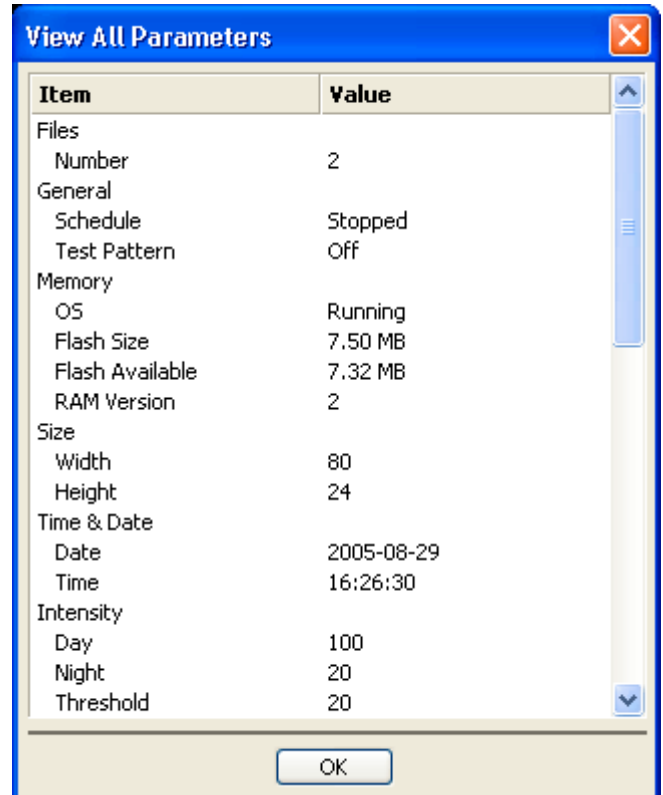 View All Parameters
Item Value
Files
Number 2
General
Schedule Stopped
Test Pattern Off
Memory
OS Running
Flash Size 7.50 MB
Flash Available 7.32 MB
RAM Version 2
Size
Width 80
Height 24
Time & Date
Date 2005-08-29
Time 16:26:30
Intensity
Day 100
Night 20
Threshold 20
OK